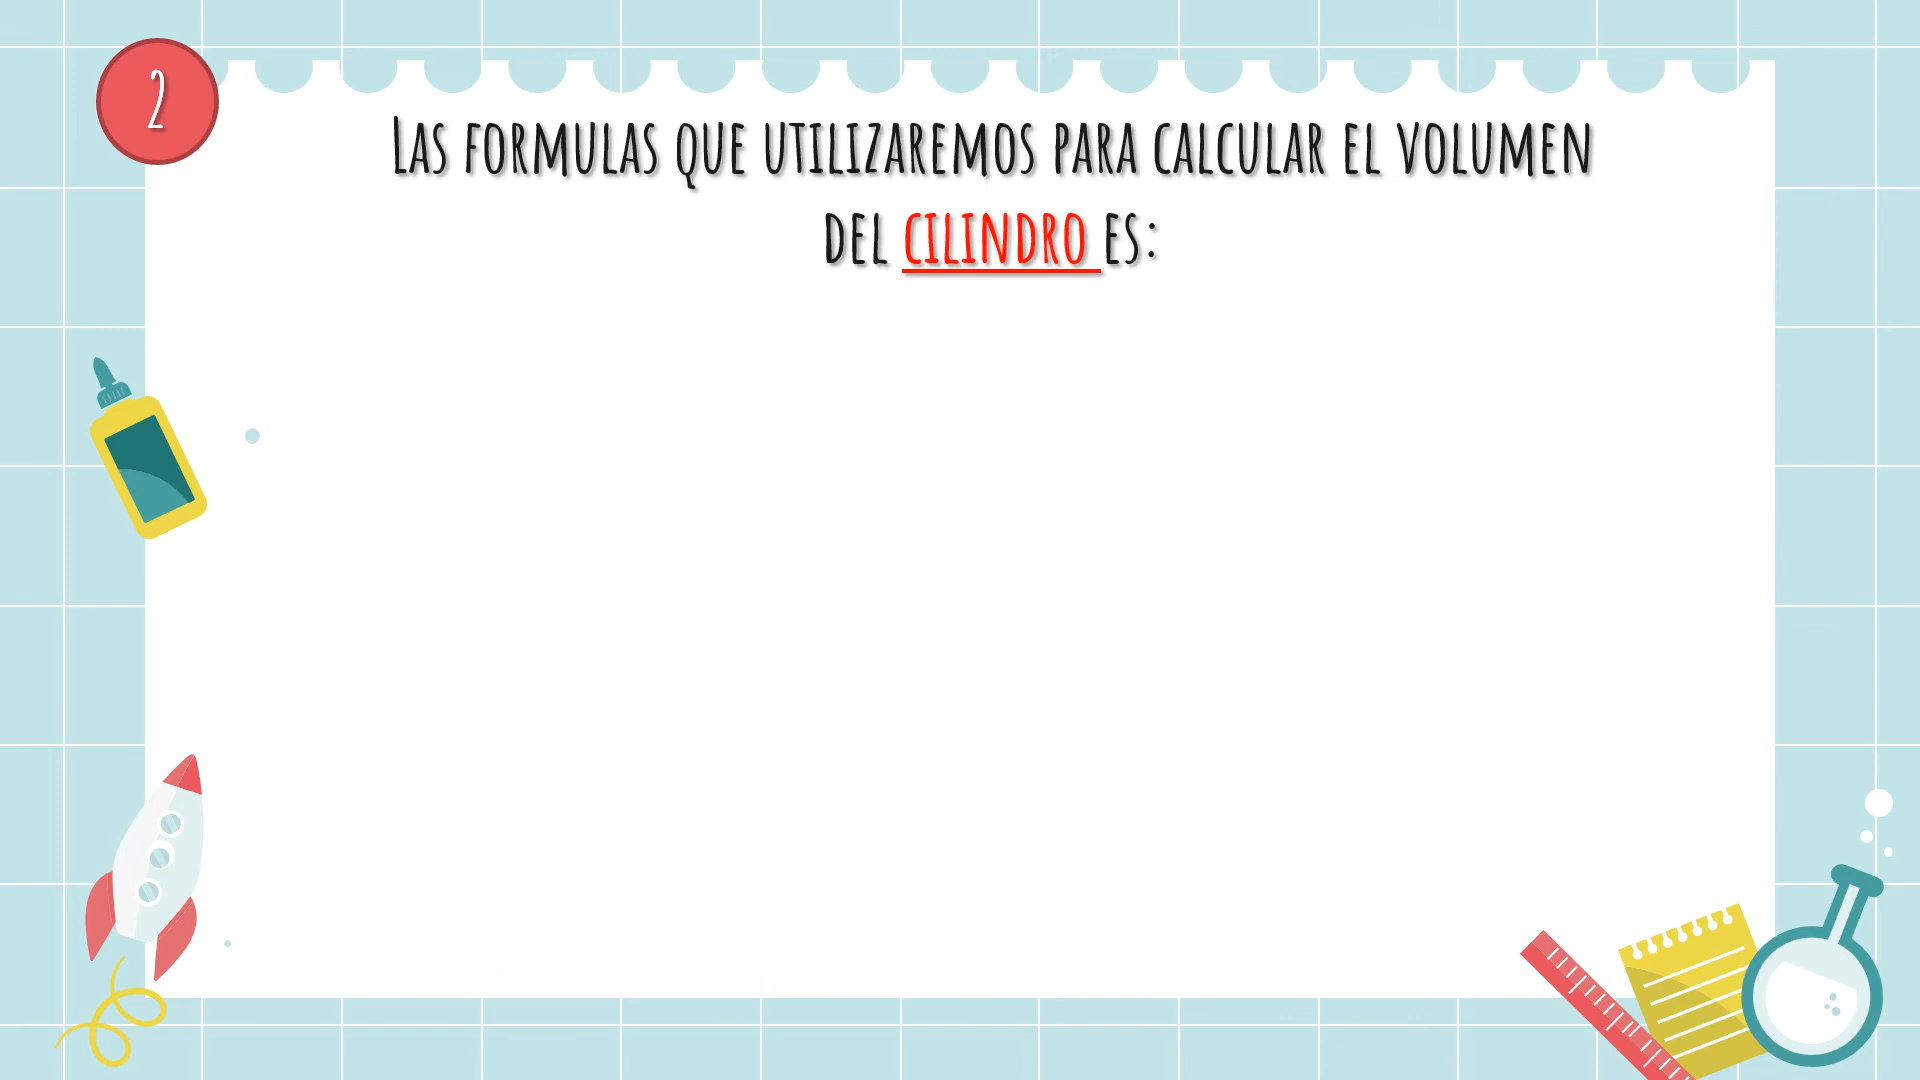 2
Las formulas que utilizaremos para calcular el volumen
del cilindro es: